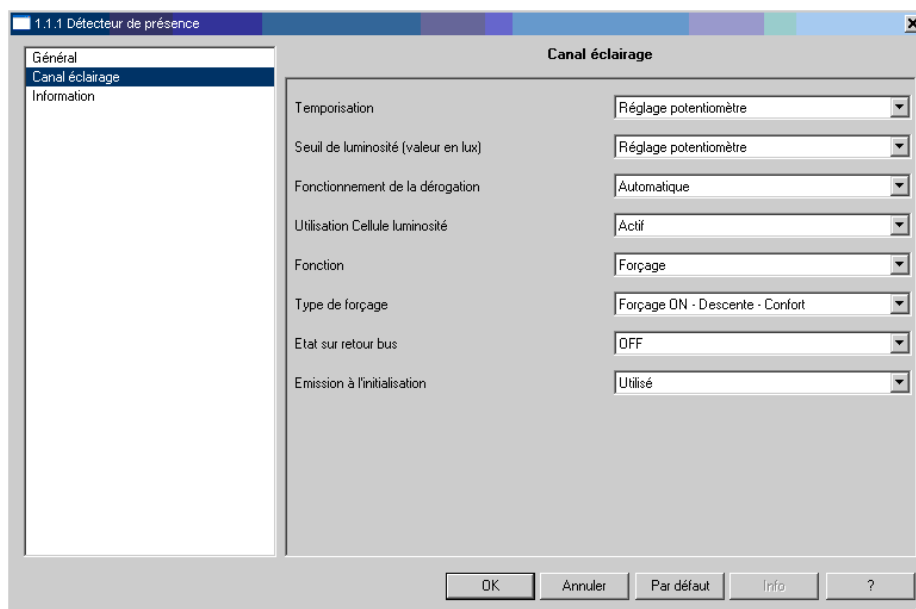 1.1.1 Détecteur de présence
Général
Canal éclairage
Information
Canal éclairage
Temporisation Réglage potentiomètre
Seuil de luminosité (valeur en lux) Réglage potentiomètre
Fonctionnement de la dérogation Automatique
Utilisation Cellule luminosité Actif
Fonction Forçage
Type de forçage Forçage ON - Descente - Confort
Etat sur retour bus OFF
Emission à l'initialisation Utilisé
OK Annuler Par défaut Info ?